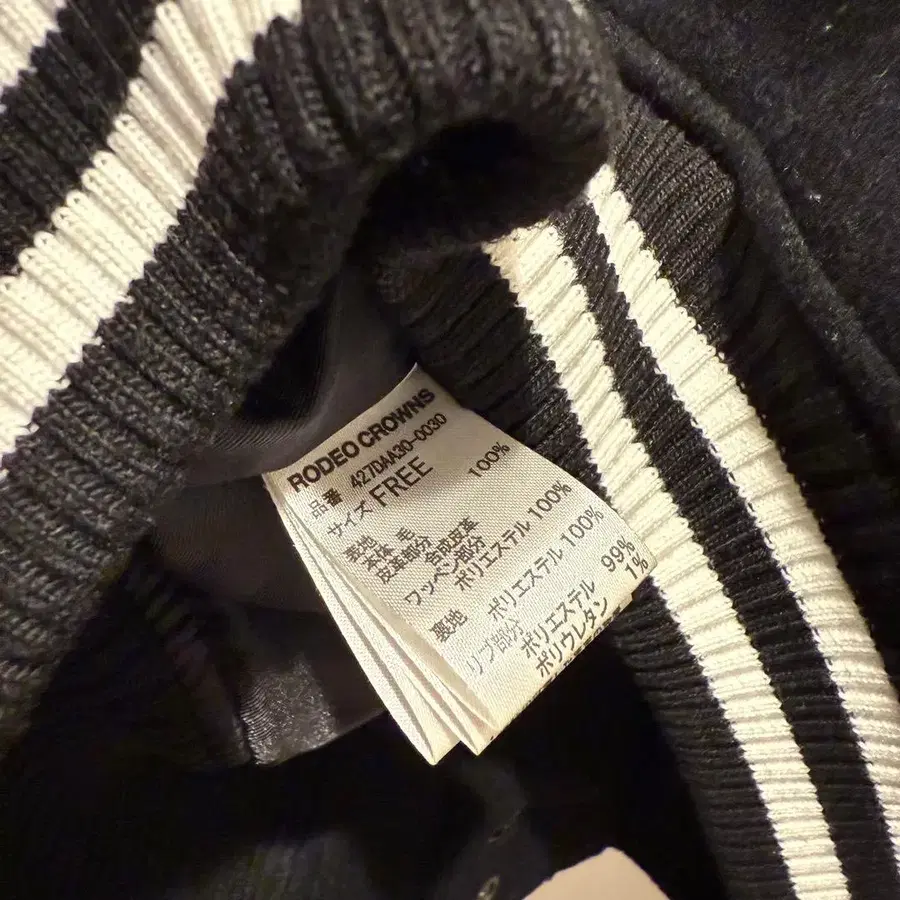 RODEO CROWNS
品番 427DAA30-0030
サイズ FREE
表地
本体 毛 100%
皮革部分 合成皮革
ワッペン部分
ポリエステル 100%
裏地 ポリエステル 100%
リブ部分
ポリエステル 99%
ポリウレタン 1%